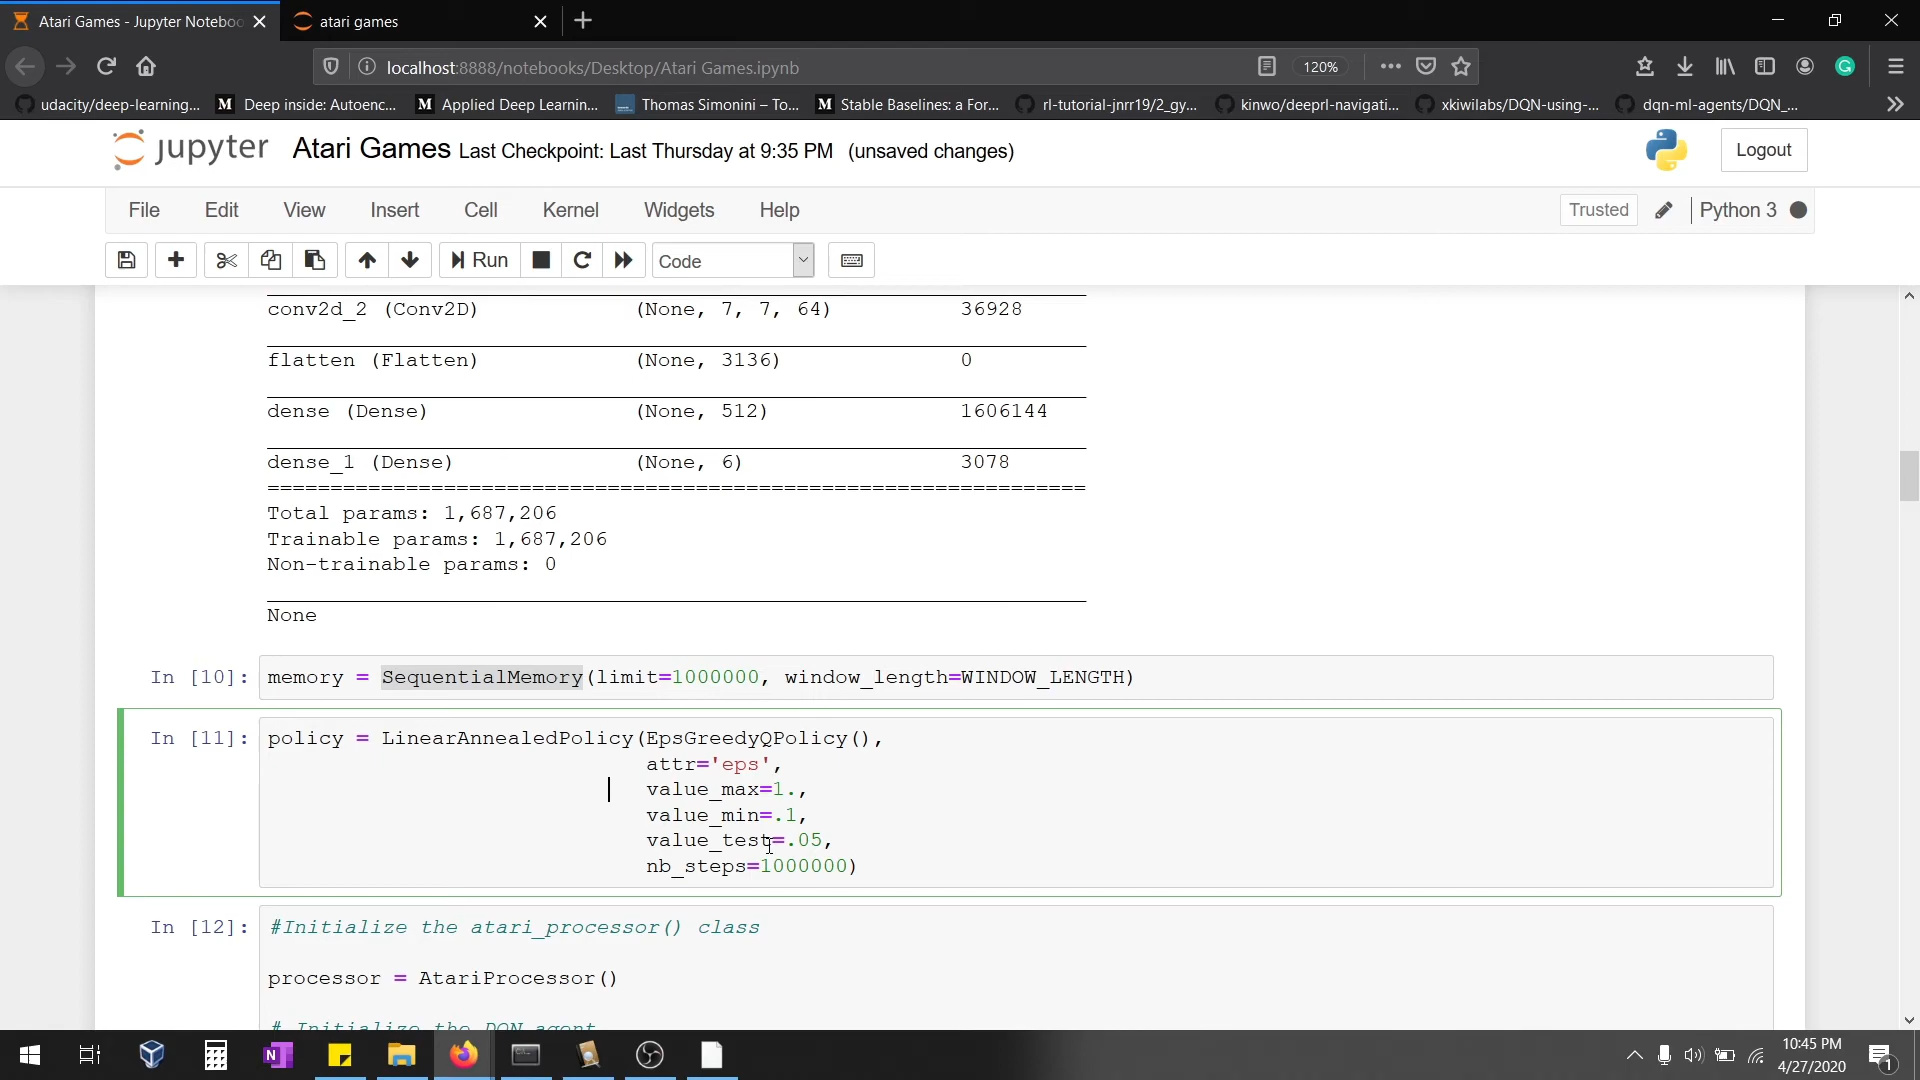 Atari Games - Jupyter Noteboo
atari games
localhost:8888/notebooks/Desktop/Atari Games.ipynb
120%
udacity/deep-learning...
Deep inside: Autoenc...
Applied Deep Learnin...
Thomas Simonini – To...
Stable Baselines: a For...
rl-tutorial-jnrr19/2_gy...
kinwo/deeprl-navigati...
xkiwilabs/DQN-using-...
dqn-ml-agents/DQN_...
jupyter
Atari Games Last Checkpoint: Last Thursday at 9:35 PM (unsaved changes)
Logout
File Edit View Insert Cell Kernel Widgets Help
Trusted
Python 3
Run
Code
conv2d_2 (Conv2D) (None, 7, 7, 64) 36928
flatten (Flatten) (None, 3136) 0
dense (Dense) (None, 512) 1606144
dense_1 (Dense) (None, 6) 3078
=================================================================
Total params: 1,687,206
Trainable params: 1,687,206
Non-trainable params: 0
None
In [10]: memory = SequentialMemory(limit=1000000, window_length=WINDOW_LENGTH)
In [11]: policy = LinearAnnealedPolicy(EpsGreedyQPolicy(),
attr='eps',
value_max=1.,
value_min=.1,
value_test=.05,
nb_steps=1000000)
In [12]: #Initialize the atari_processor() class
processor = AtariProcessor()
# Initialize the DQN agent
10:45 PM
4/27/2020
1